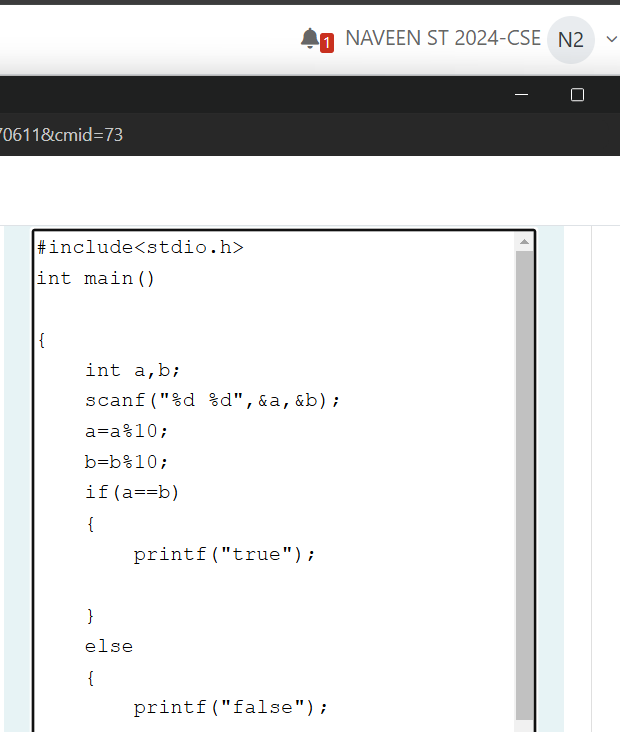 1 NAVEEN ST 2024-CSE N2
70611&cmid=73
#include<stdio.h>
int main()
{
int a,b;
scanf("%d %d",&a,&b);
a=a%10;
b=b%10;
if(a==b)
{
printf("true");
}
else
{
printf("false");